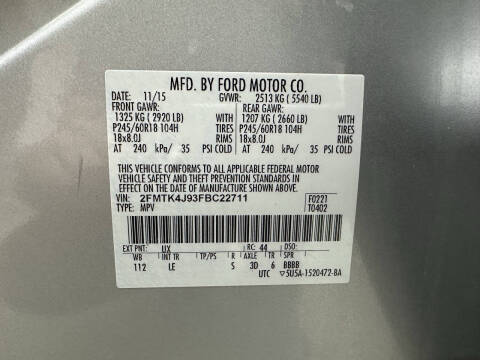 MFD. BY FORD MOTOR CO.
DATE: 11/15 GVWR: 2513 KG ( 5540 LB)
FRONT GAWR: REAR GAWR:
1325 KG ( 2920 LB) WITH 1207 KG ( 2660 LB) WITH
P245/60R18 104H TIRES P245/60R18 104H TIRES
18x8.0J RIMS 18x8.0J RIMS
AT 240 kPa/ 35 PSI COLD AT 240 kPa/ 35 PSI COLD
THIS VEHICLE CONFORMS TO ALL APPLICABLE FEDERAL MOTOR
VEHICLE SAFETY AND THEFT PREVENTION STANDARDS IN
EFFECT ON THE DATE OF MANUFACTURE SHOWN ABOVE.
VIN: 2FMTK4J93FBC22711 F0221
TYPE: MPV T0402
EXT PNT: UX RC: 44 DSO:
WB INT TR TP/PS R AXLE TR SPR
112 LE S 3D 6 BBBB
UTC ▽5U5A-1520472-BA